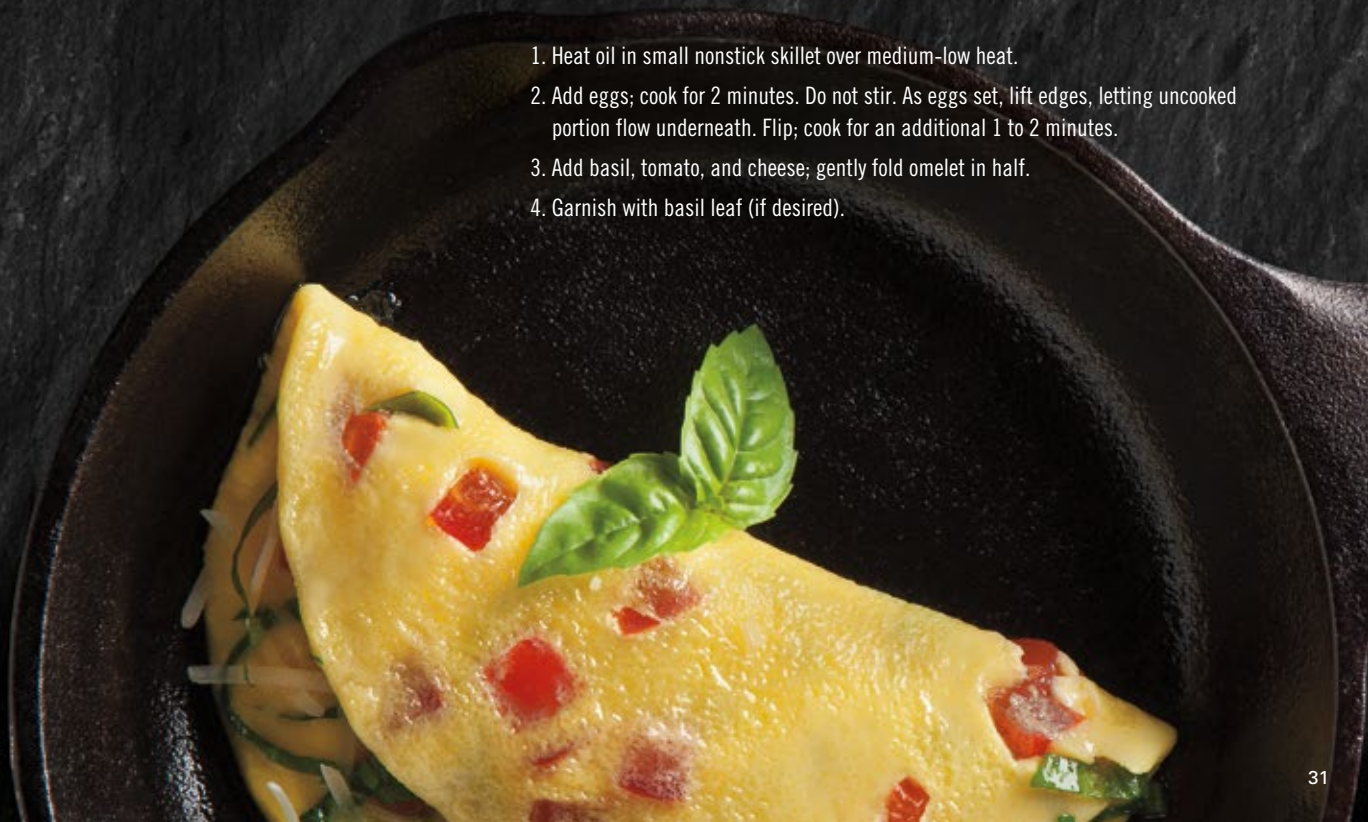 1. Heat oil in small nonstick skillet over medium-low heat.
2. Add eggs; cook for 2 minutes. Do not stir. As eggs set, lift edges, letting uncooked
portion flow underneath. Flip; cook for an additional 1 to 2 minutes.
3. Add basil, tomato, and cheese; gently fold omelet in half.
4. Garnish with basil leaf (if desired).
31